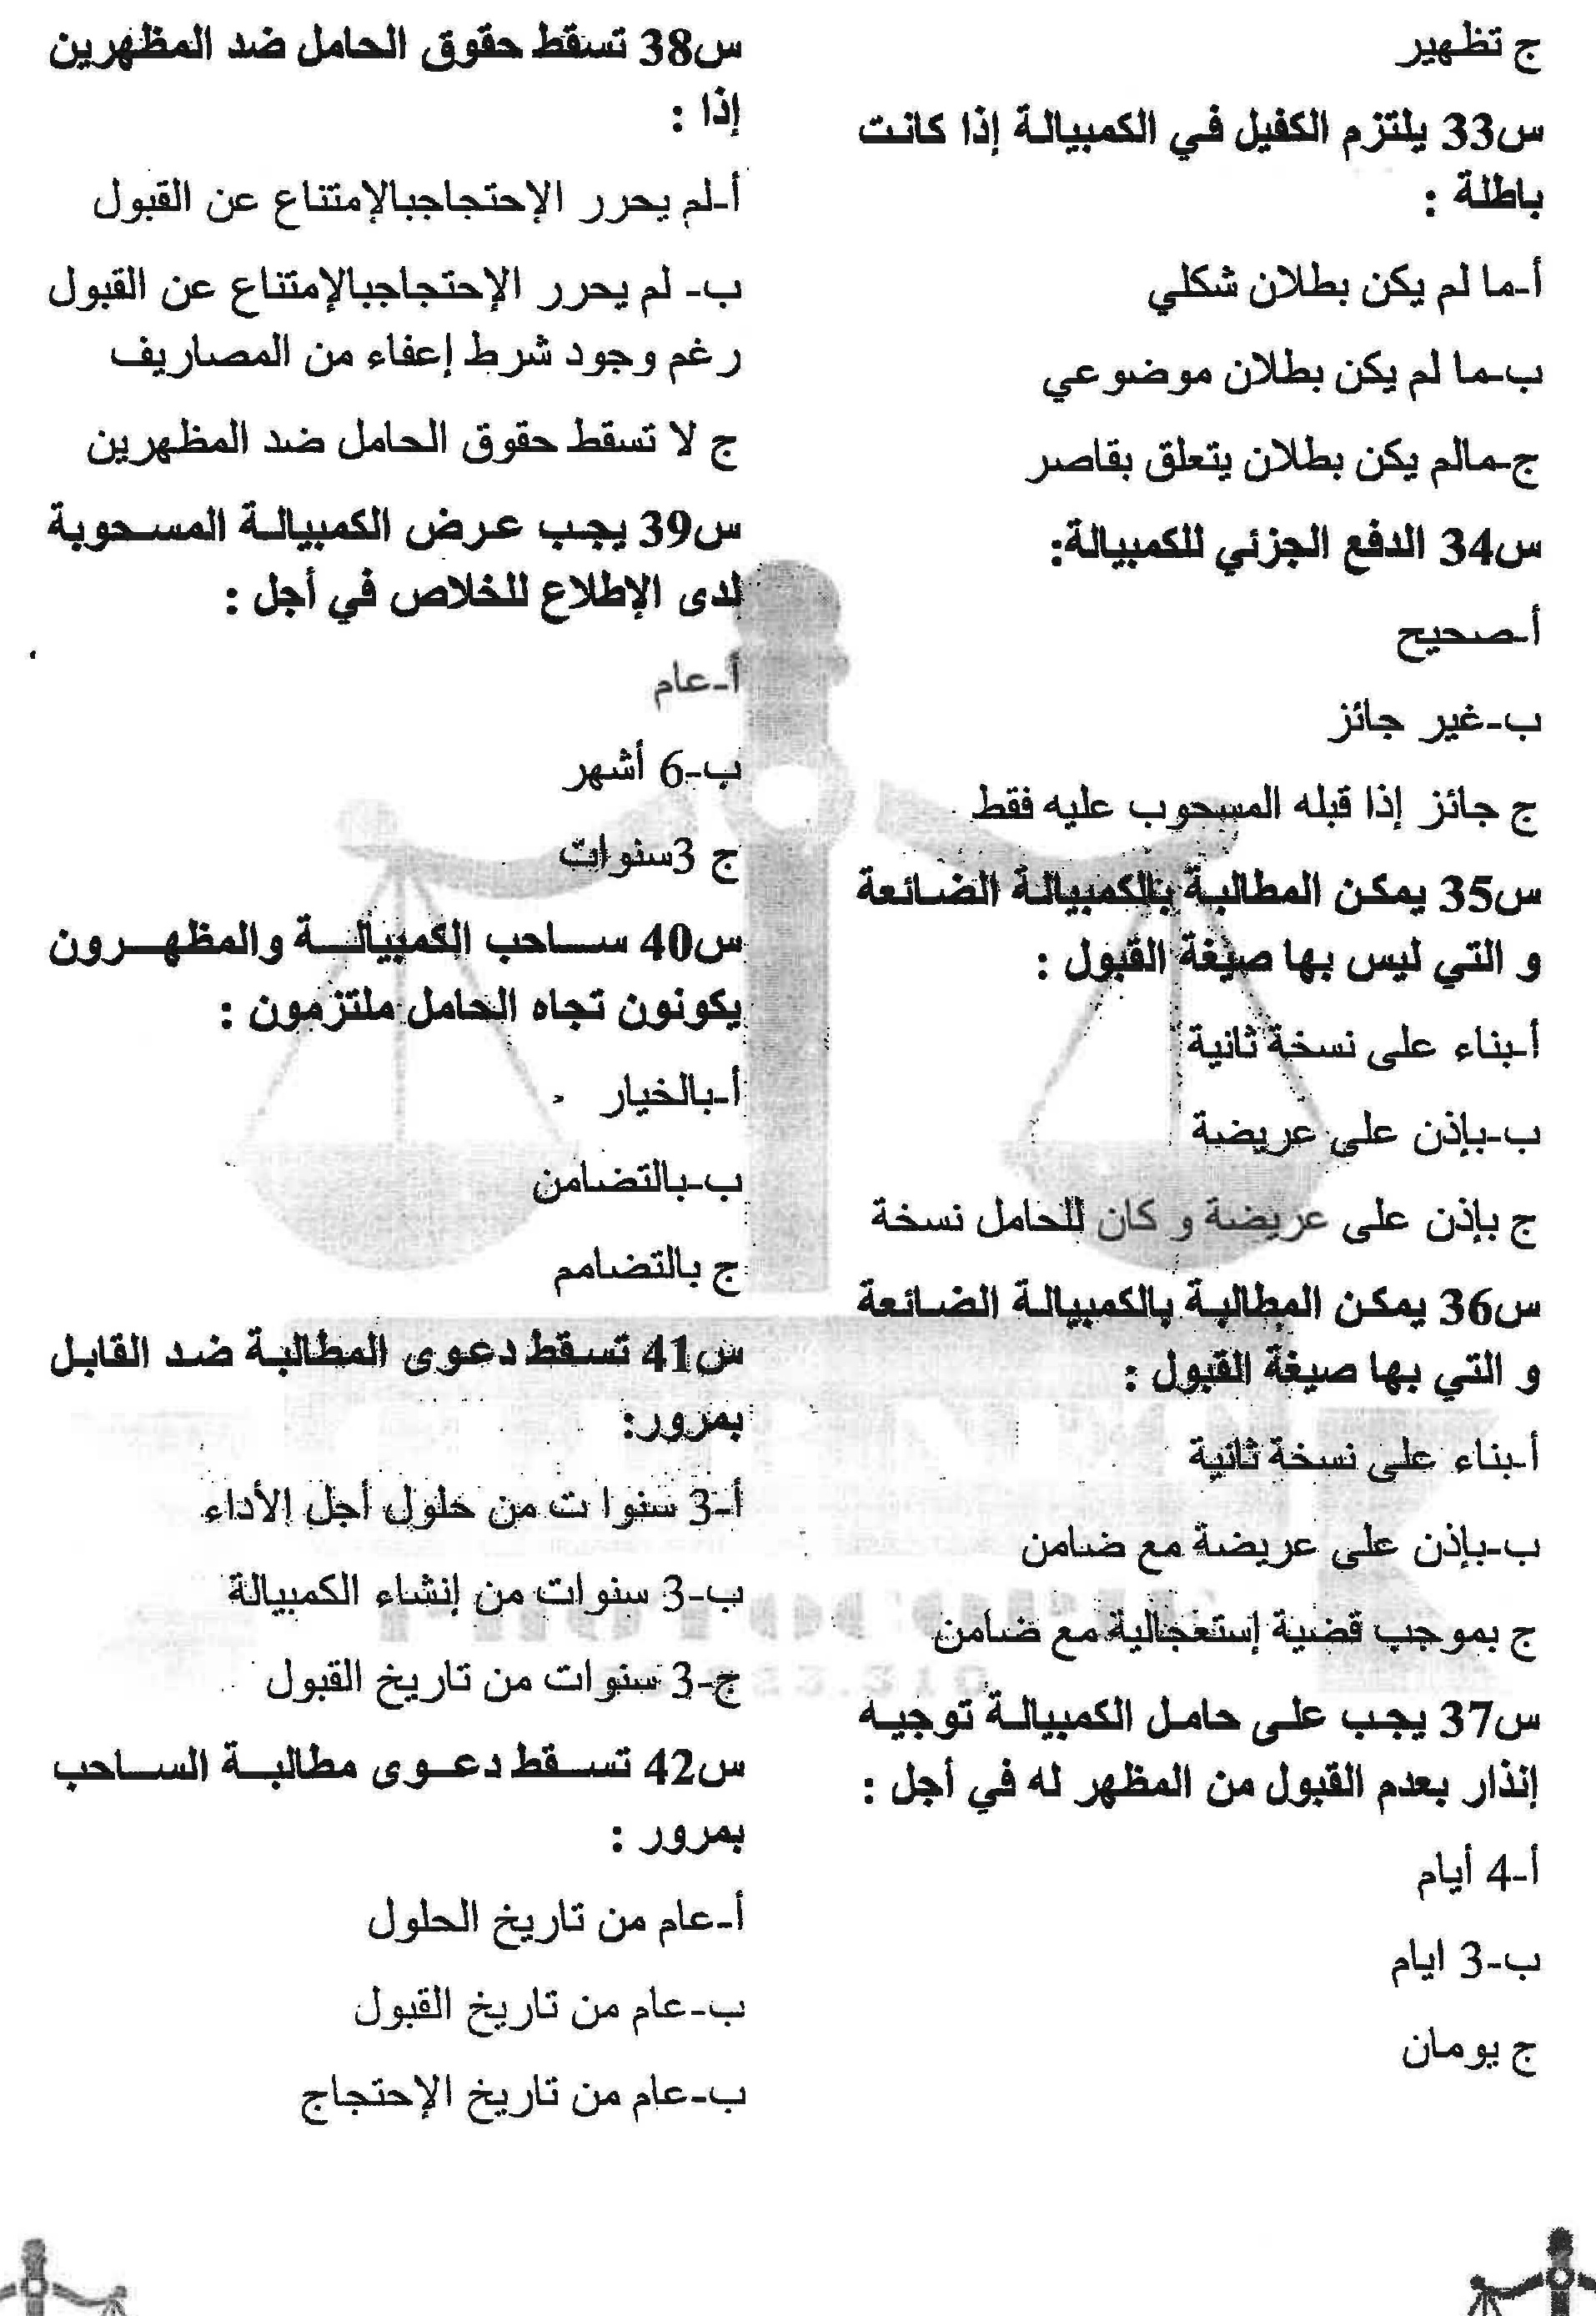 ج تظهير
س33 يلتزم الكفيل في الكمبيالة إذا كانت
باطلة :
أ-ما لم يكن بطلان شكلي
ب-ما لم يكن بطلان موضوعي
ج-مالم يكن بطلان يتعلق بقاصر
س34 الدفع الجزئي للكمبيالة:
أ-صحيح
ب-غير جائز
ج جائز إذا قبله المسحوب عليه فقط
س35 يمكن المطالبة بالكمبيالة الضائعة
و التي ليس بها صيغة القبول :
أ-بناء على نسخة ثانية
ب-بإذن على عريضة
ج بإذن على عريضة و كان للحامل نسخة
س36 يمكن المطالبة بالكمبيالة الضائعة
و التي بها صيغة القبول :
أ-بناء على نسخة ثانية
ب-بإذن على عريضة مع ضامن
ج بموجب قضية إستعجالية مع ضامن
س37 يجب على حامل الكمبيالة توجيه
إنذار بعدم القبول من المظهر له في أجل :
أ-4 أيام
ب-3 ايام
ج يومان
س38 تسقط حقوق الحامل ضد المظهرين
إذا :
أ-لم يحرر الإحتجاجبالإمتناع عن القبول
ب- لم يحرر الإحتجاجبالإمتناع عن القبول
رغم وجود شرط إعفاء من المصاريف
ج لا تسقط حقوق الحامل ضد المظهرين
س39 يجب عرض الكمبيالة المسحوبة
لدى الإطلاع للخلاص في أجل :
أ-عام
ب-6 أشهر
ج 3سنوات
س40 ساحب الكمبيالة والمظهرون
يكونون تجاه الحامل ملتزمون :
أ-بالخيار
ب-بالتضامن
ج بالتضامم
س41 تسقط دعوى المطالبة ضد القابل
بمرور:
أ-3 سنوا ت من حلول أجل الأداء
ب-3 سنوات من إنشاء الكمبيالة
ج-3 سنوات من تاريخ القبول
س42 تسقط دعوى مطالبة الساحب
بمرور :
أ-عام من تاريخ الحلول
ب-عام من تاريخ القبول
ب-عام من تاريخ الإحتجاج